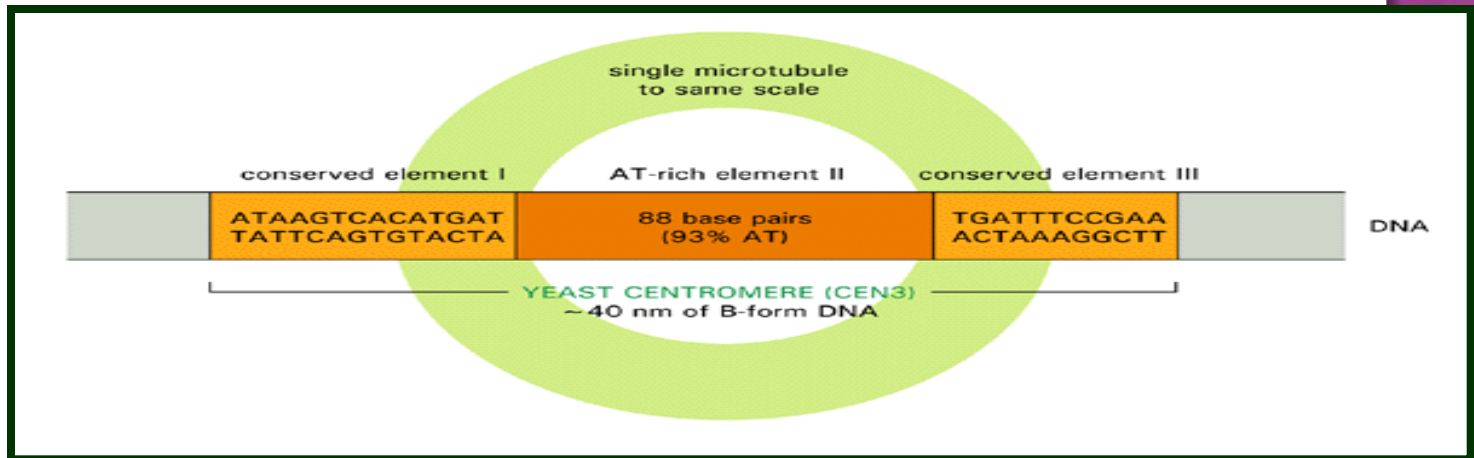 single microtubule
to same scale
conserved element I
AT-rich element II
conserved element III
ATAAGTCACATGAT
TATTCAGTGTACTA
88 base pairs
(93% AT)
TGATTTCCGAA
ACTAAAGGCTT
DNA
YEAST CENTROMERE (CEN3)
~40 nm of B-form DNA